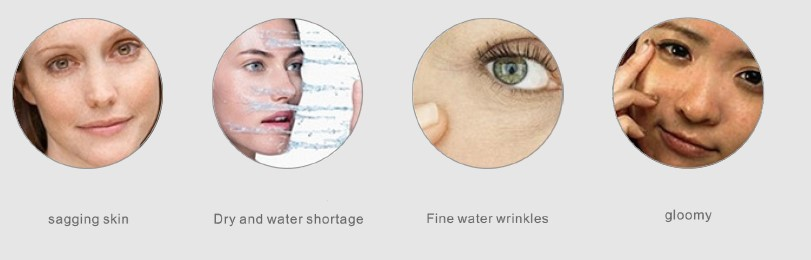 sagging skin
Dry and water shortage
Fine water wrinkles
gloomy